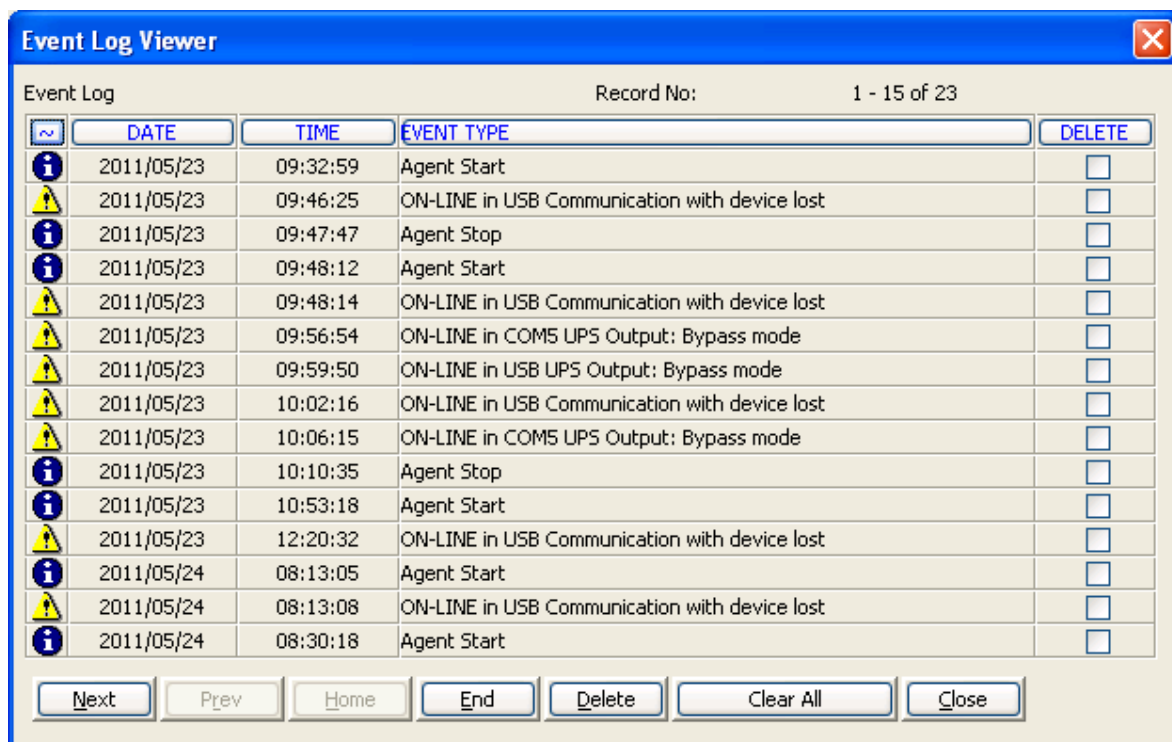 Event Log Viewer
Event Log Record No: 1 - 15 of 23
~ DATE TIME EVENT TYPE DELETE
2011/05/23 09:32:59 Agent Start
2011/05/23 09:46:25 ON-LINE in USB Communication with device lost
2011/05/23 09:47:47 Agent Stop
2011/05/23 09:48:12 Agent Start
2011/05/23 09:48:14 ON-LINE in USB Communication with device lost
2011/05/23 09:56:54 ON-LINE in COM5 UPS Output: Bypass mode
2011/05/23 09:59:50 ON-LINE in USB UPS Output: Bypass mode
2011/05/23 10:02:16 ON-LINE in USB Communication with device lost
2011/05/23 10:06:15 ON-LINE in COM5 UPS Output: Bypass mode
2011/05/23 10:10:35 Agent Stop
2011/05/23 10:53:18 Agent Start
2011/05/23 12:20:32 ON-LINE in USB Communication with device lost
2011/05/24 08:13:05 Agent Start
2011/05/24 08:13:08 ON-LINE in USB Communication with device lost
2011/05/24 08:30:18 Agent Start
Next Prev Home End Delete Clear All Close